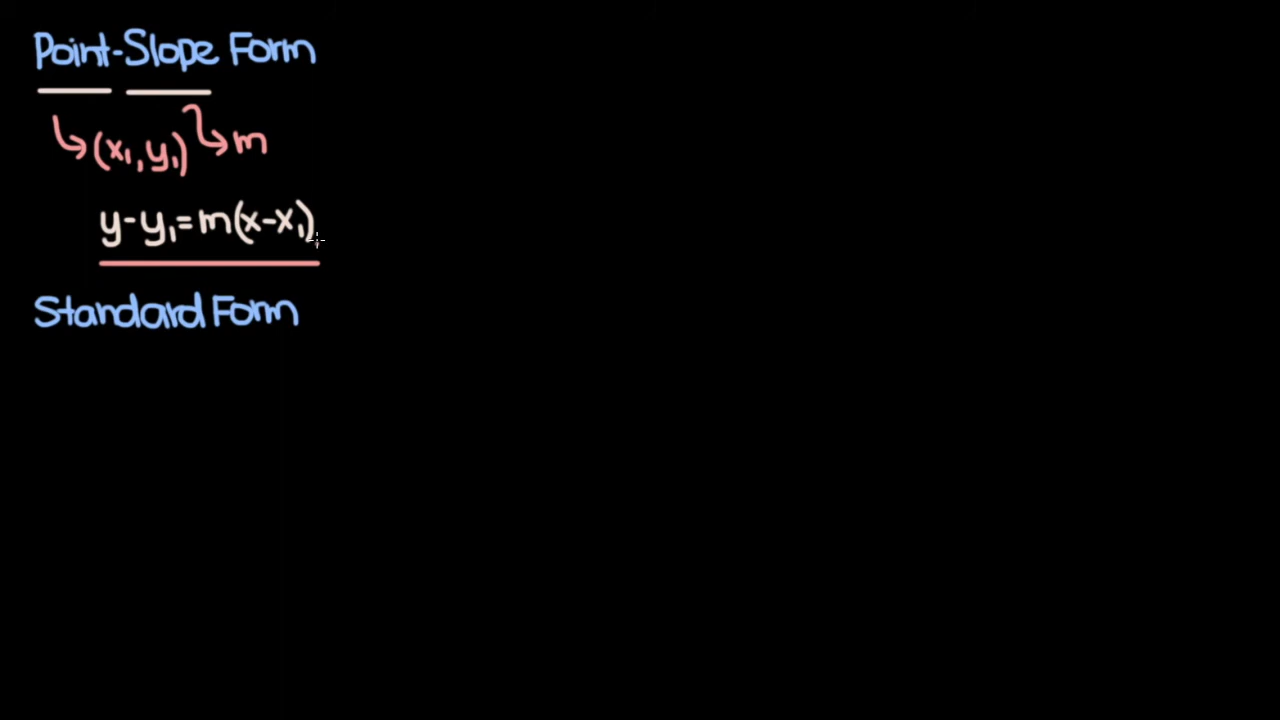 Point-Slope Form
(x₁, y₁) m
y-y₁=m(x-x₁)
Standard Form